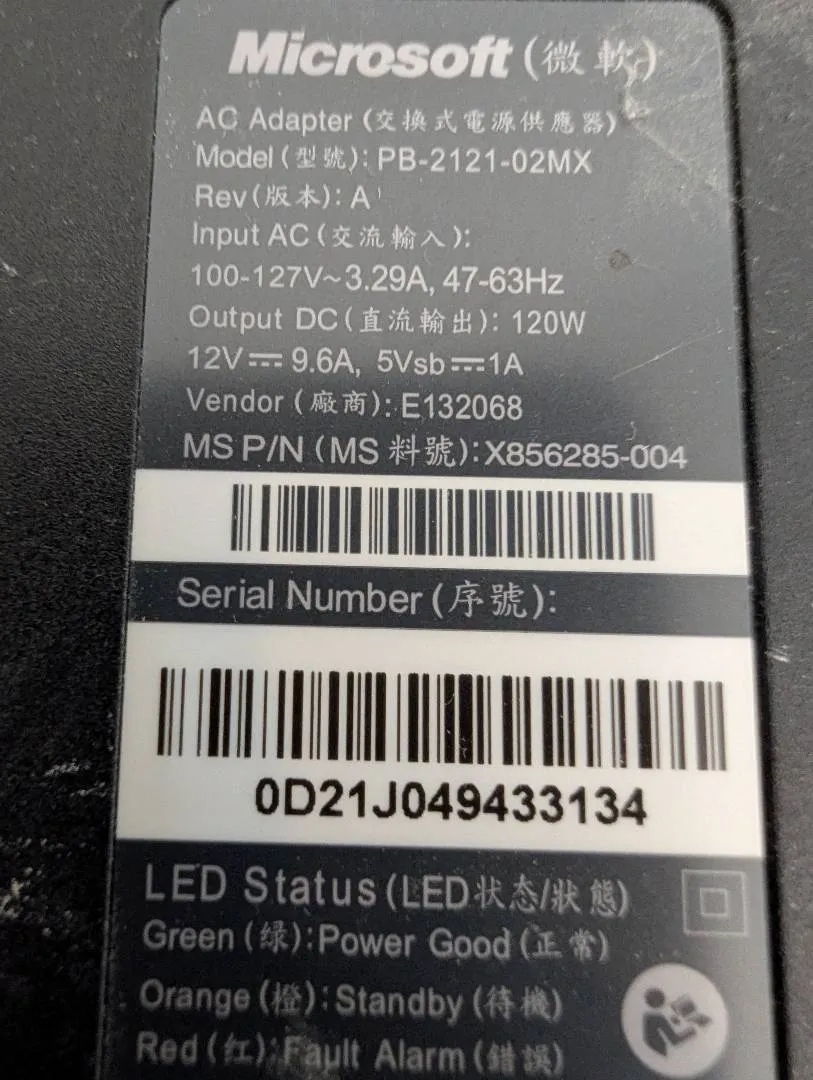 Microsoft(微軟)
AC Adapter (交換式電源供應器)
Model (型號): PB-2121-02MX
Rev(版本): A
Input AC (交流輸入):
100-127V~3.29A, 47-63Hz
Output DC(直流輸出): 120W
12V⎓ 9.6A, 5Vsb⎓1A
Vendor (廠商): E132068
MS P/N (MS 料號):X856285-004
Serial Number (序號):
0D21J049433134
LED Status (LED状态/狀態)
Green (绿):Power Good (正常)
Orange (橙):Standby (待機)
Red (红):Fault Alarm (錯誤)